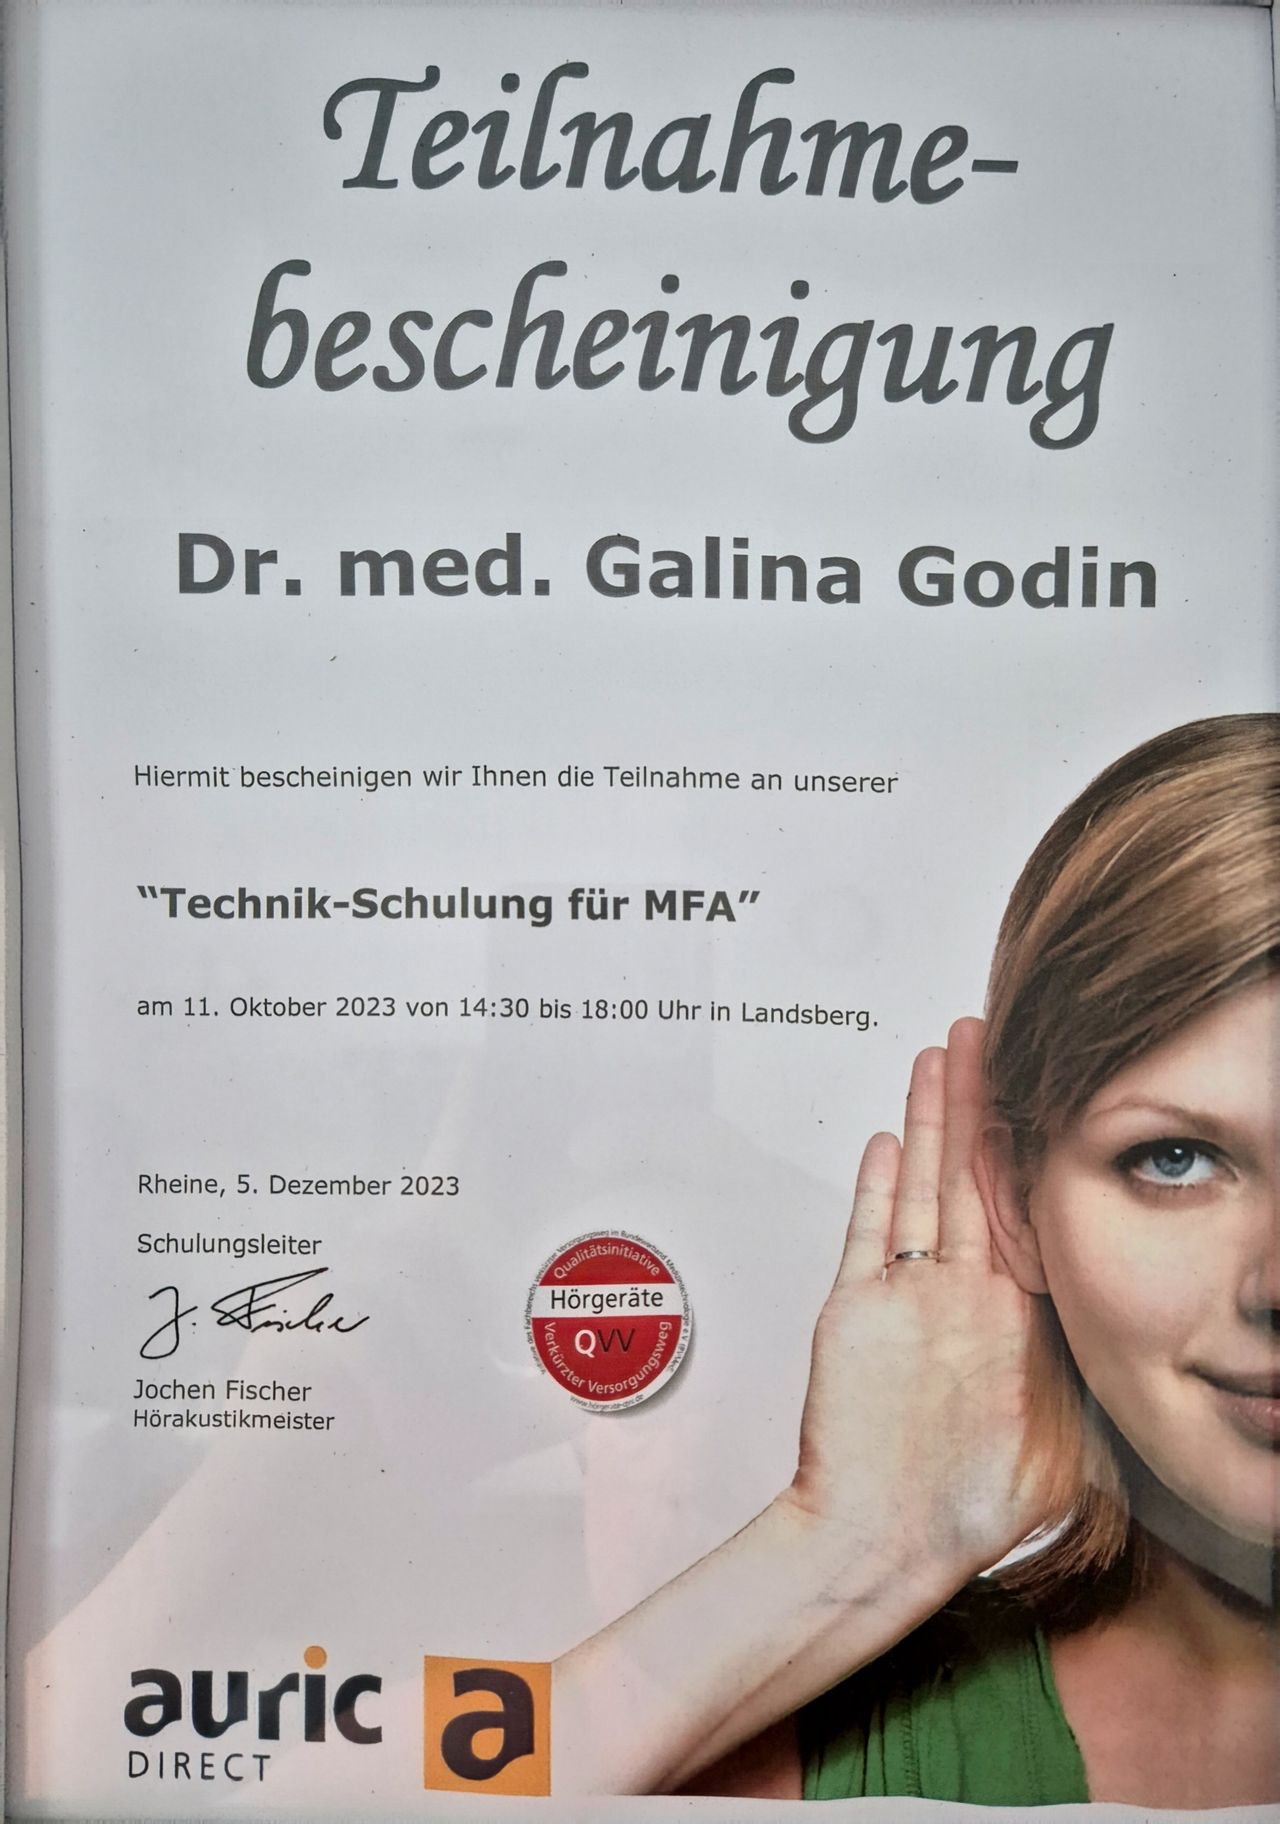 Teilnahme-
bescheinigung
Dr. med. Galina Godin
Hiermit bescheinigen wir Ihnen die Teilnahme an unserer
“Technik-Schulung für MFA”
am 11. Oktober 2023 von 14:30 bis 18:00 Uhr in Landsberg.
Rheine, 5. Dezember 2023
Schulungsleiter
J. Fischer
Jochen Fischer
Hörakustikmeister
Qualitätsinitiative
Hörgeräte
QVV
Verkürzter Versorgungsweg
auric
DIRECT
a